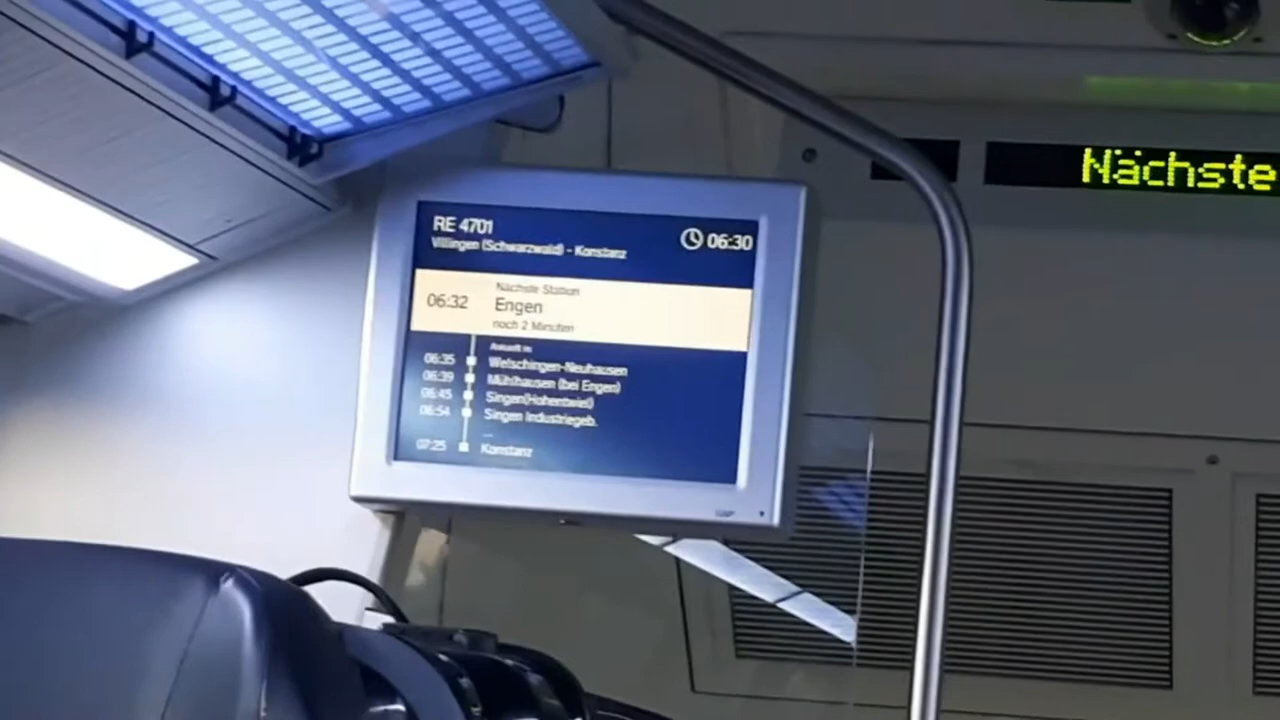 RE 4701
Villingen (Schwarzwald) - Konstanz
06:30
Nächste Station
06:32 Engen
noch 2 Minuten
Ankunft in
06:35 Welschingen-Neuhausen
06:39 Mühlhausen (bei Engen)
06:45 Singen(Hohentwiel)
06:54 Singen Industriegeb.
...
07:25 Konstanz
Nächste